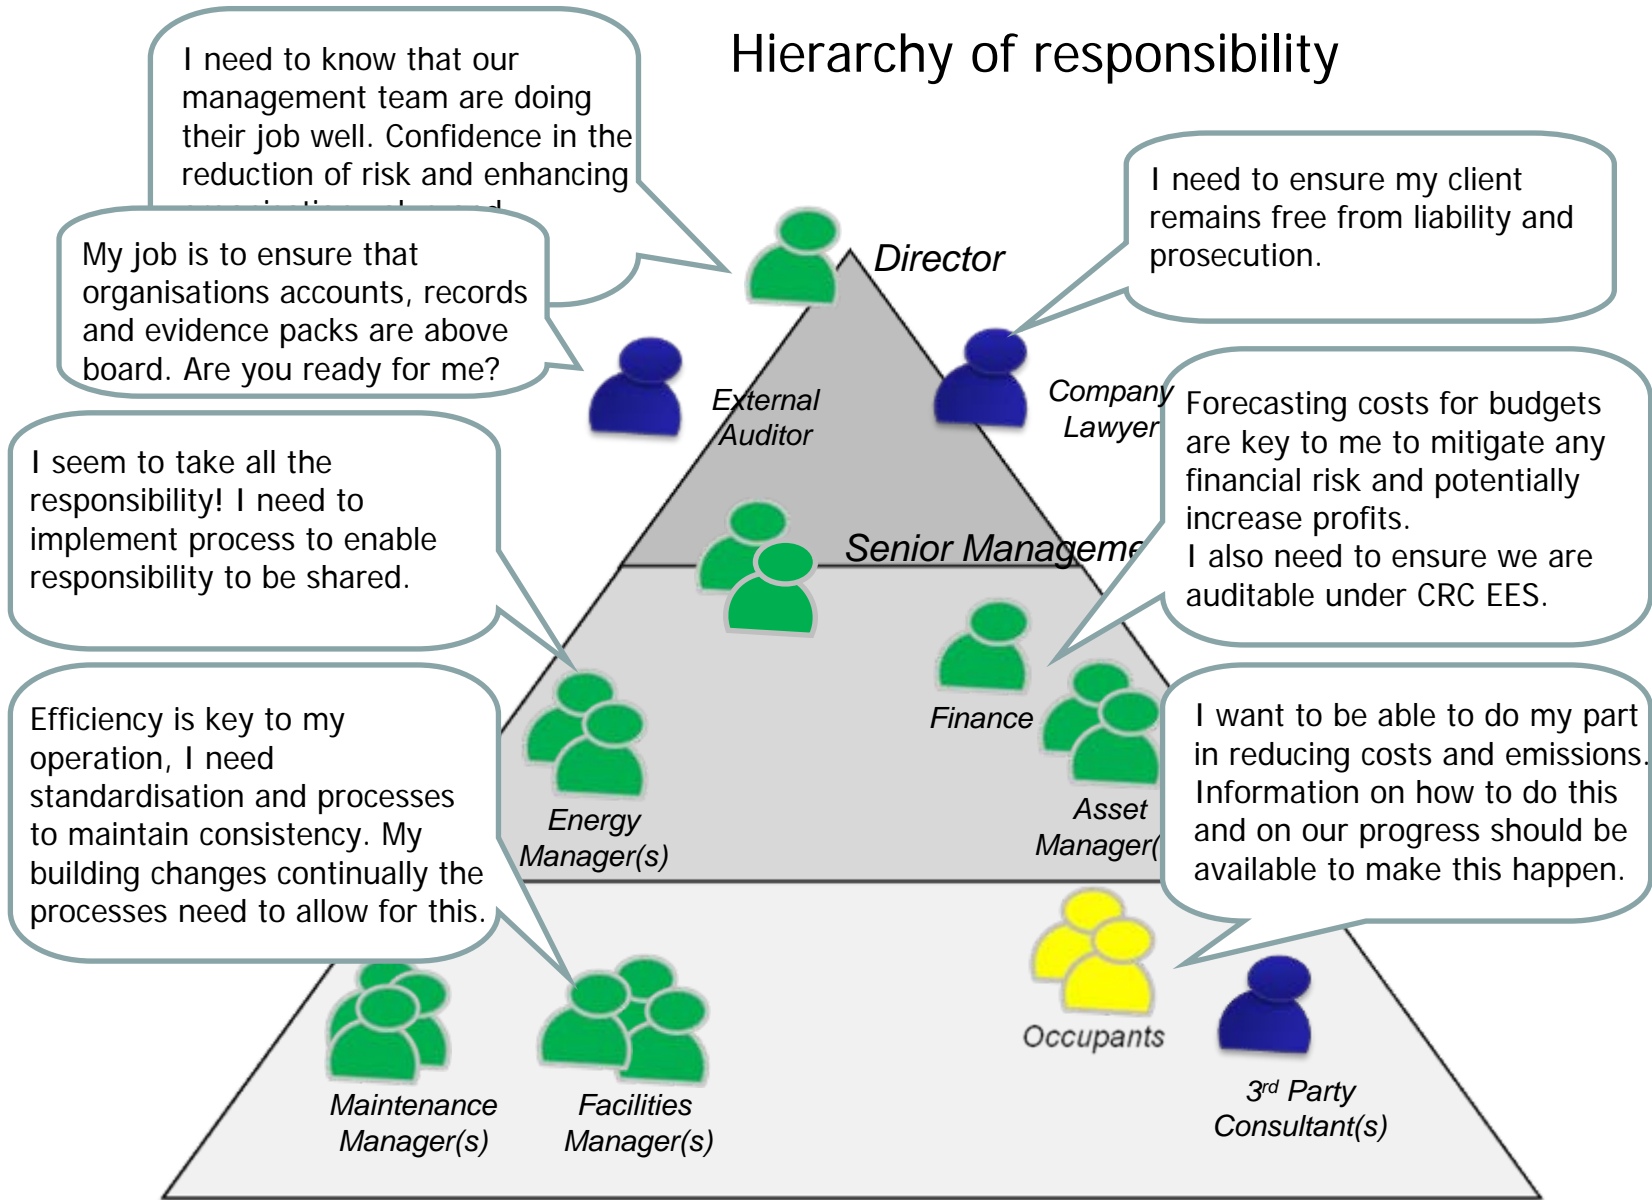 Hierarchy of responsibility
I need to know that our
management team are doing
their job well. Confidence in the
reduction of risk and enhancing
My job is to ensure that
organisations accounts, records
and evidence packs are above
board. Are you ready for me?
Director
I need to ensure my client
remains free from liability and
prosecution.
External
Auditor
Company
Lawyer
Forecasting costs for budgets
are key to me to mitigate any
financial risk and potentially
increase profits.
I also need to ensure we are
auditable under CRC EES.
I seem to take all the
responsibility! I need to
implement process to enable
responsibility to be shared.
Senior Manageme
Finance
Energy
Manager(s)
Asset
Manager(
Efficiency is key to my
operation, I need
standardisation and processes
to maintain consistency. My
building changes continually the
processes need to allow for this.
I want to be able to do my part
in reducing costs and emissions.
Information on how to do this
and on our progress should be
available to make this happen.
Occupants
Maintenance
Manager(s)
Facilities
Manager(s)
3rd Party
Consultant(s)